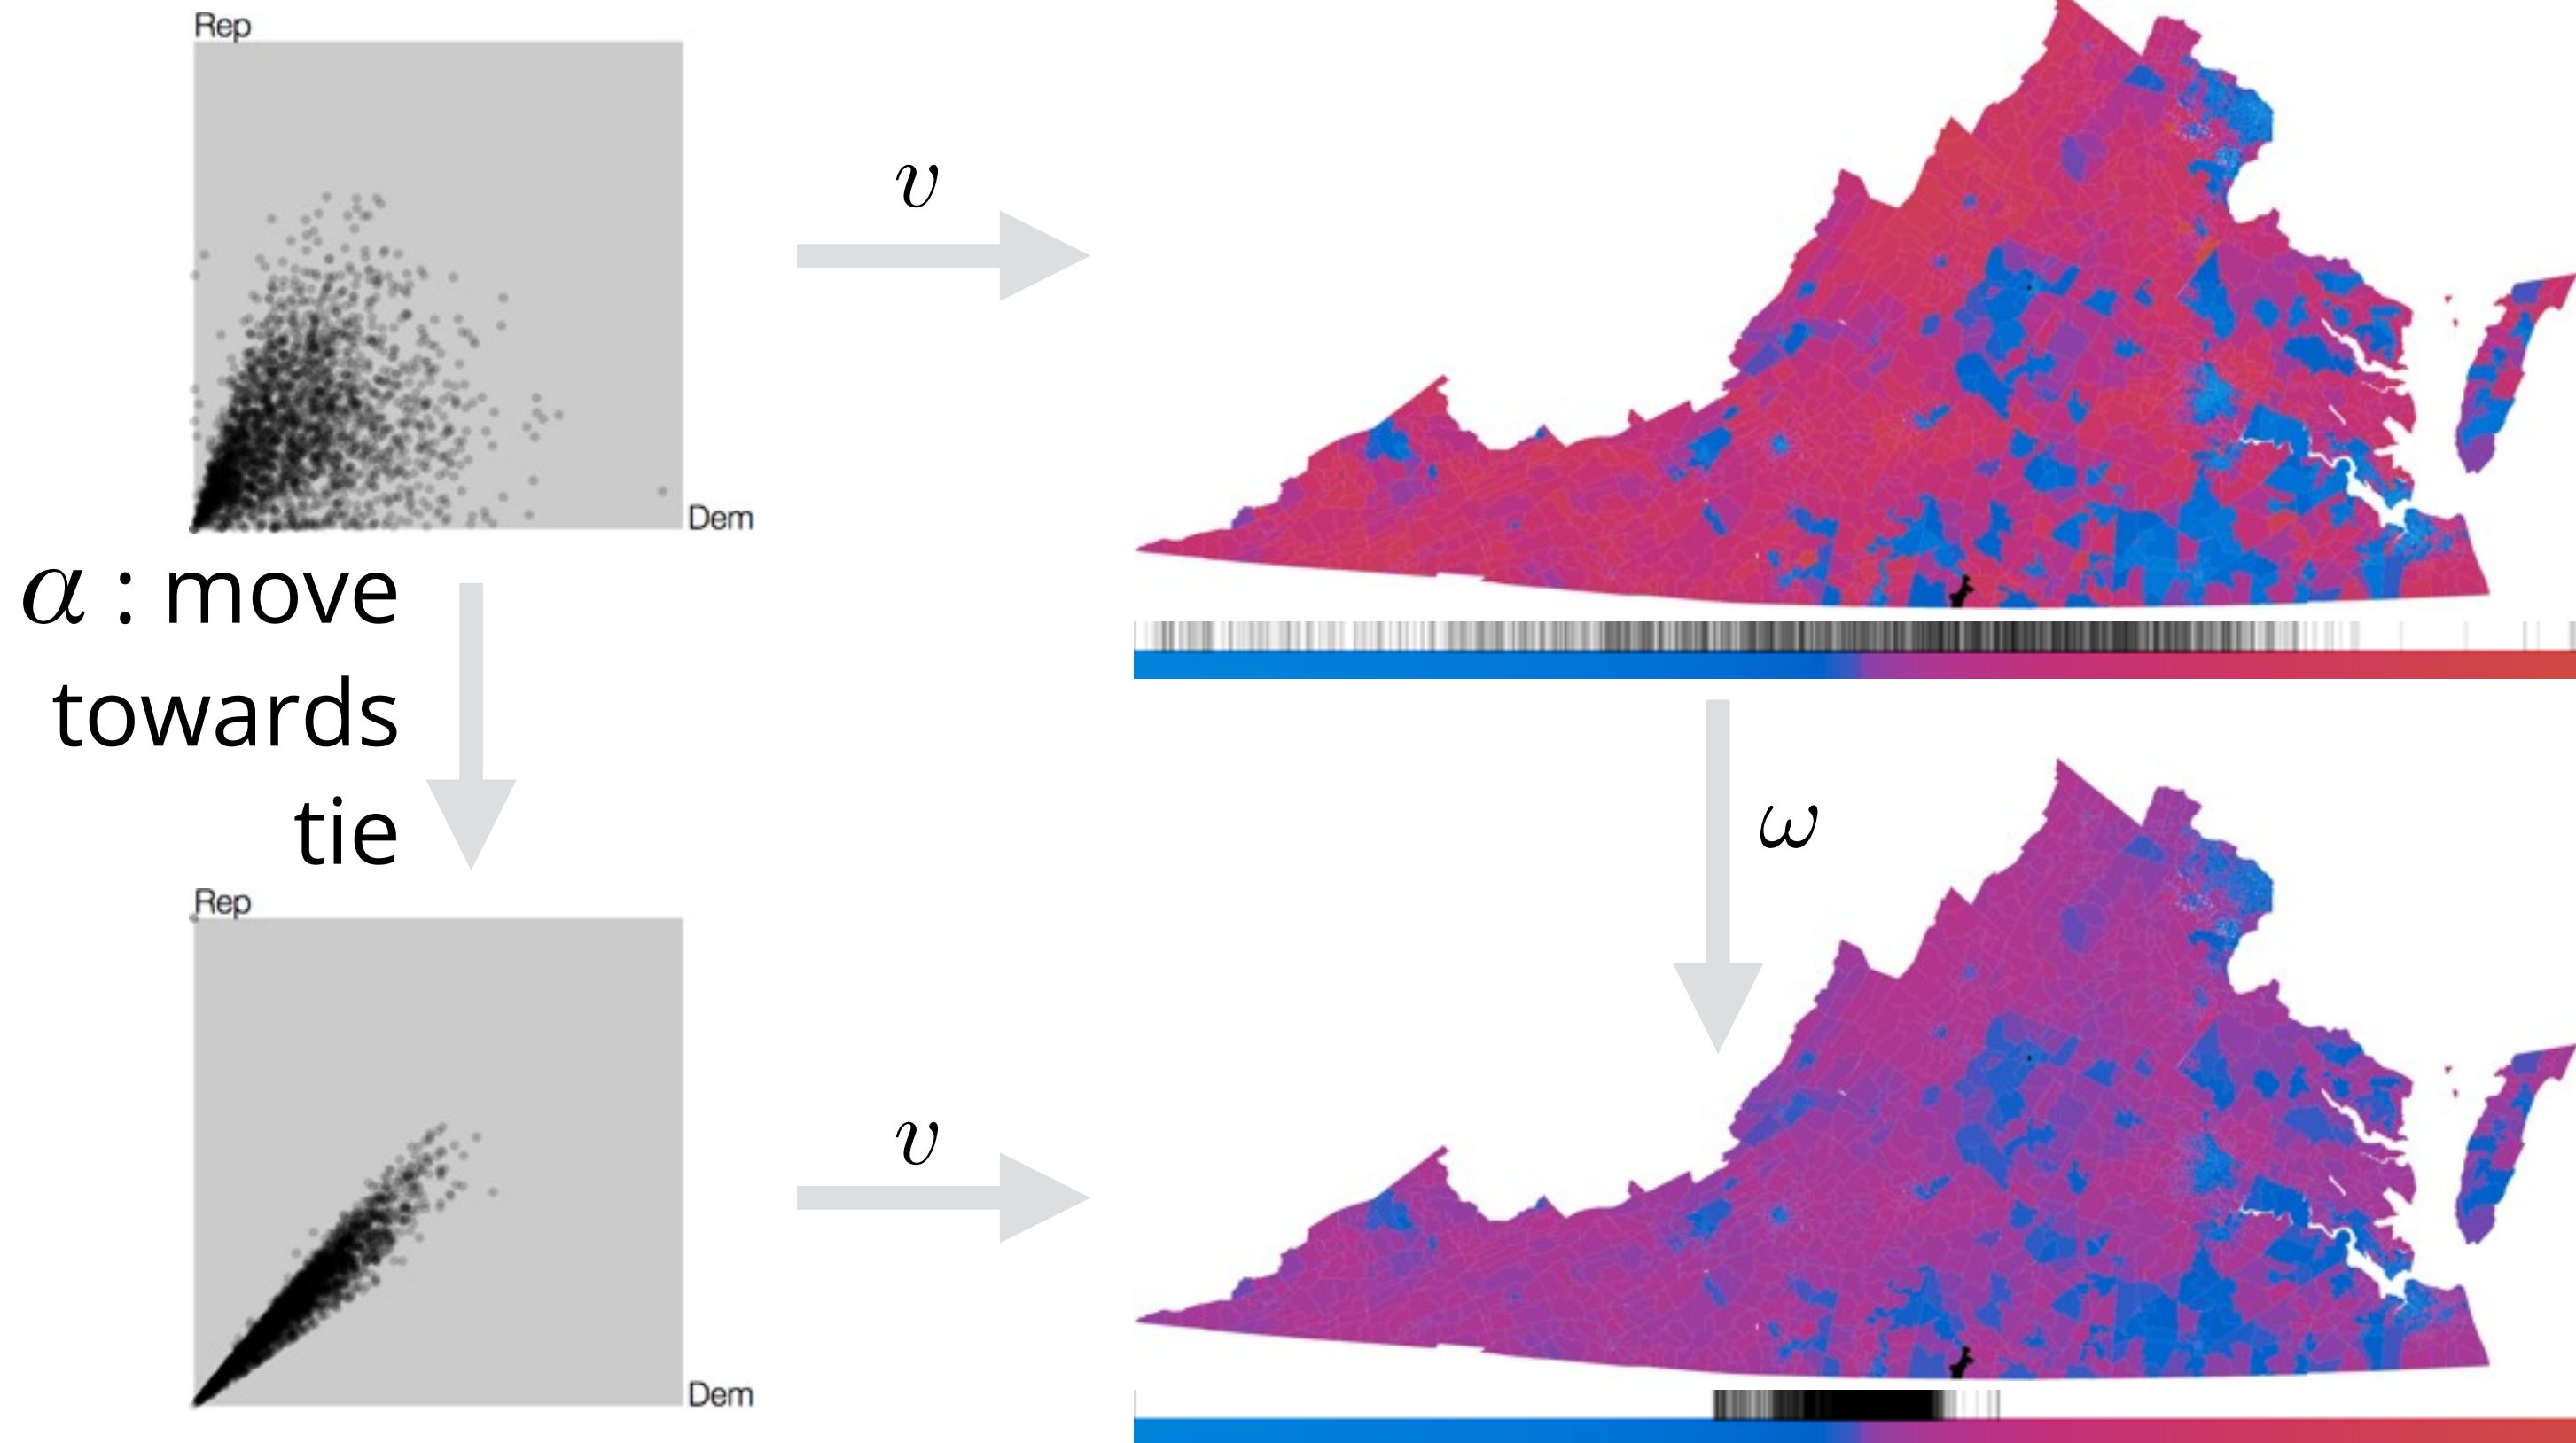 Rep
v
Dem
α : move
towards
tie
ω
Rep
v
Dem